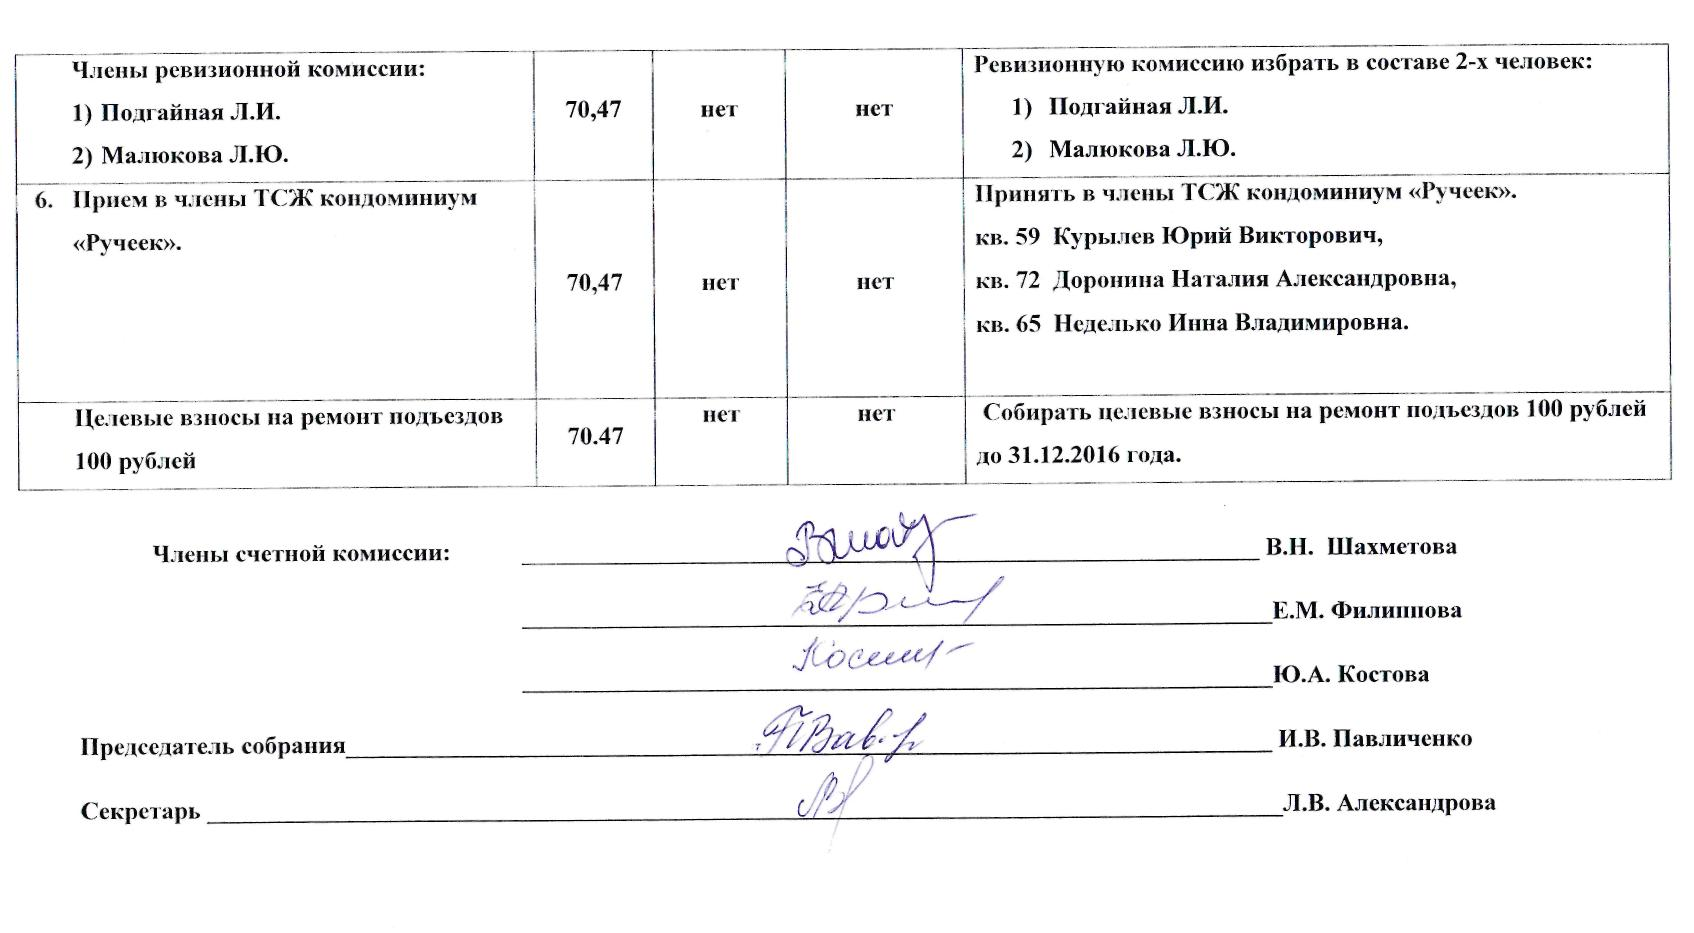 Члены ревизионной комиссии:
1) Подгайная Л.И.
2) Малюкова Л.Ю.
70,47
нет
нет
Ревизионную комиссию избрать в составе 2-х человек:
1) Подгайная Л.И.
2) Малюкова Л.Ю.
6. Прием в члены ТСЖ кондоминиум
«Ручеек».
70,47
нет
нет
Принять в члены ТСЖ кондоминиум «Ручеек».
кв. 59 Курылев Юрий Викторович,
кв. 72 Доронина Наталия Александровна,
кв. 65 Неделько Инна Владимировна.
Целевые взносы на ремонт подъездов
100 рублей
70.47
нет
нет
Собирать целевые взносы на ремонт подъездов 100 рублей
до 31.12.2016 года.
Члены счетной комиссии: В.Н. Шахметова
Е.М. Филиппова
Ю.А. Костова
Председатель собрания И.В. Павличенко
Секретарь Л.В. Александрова